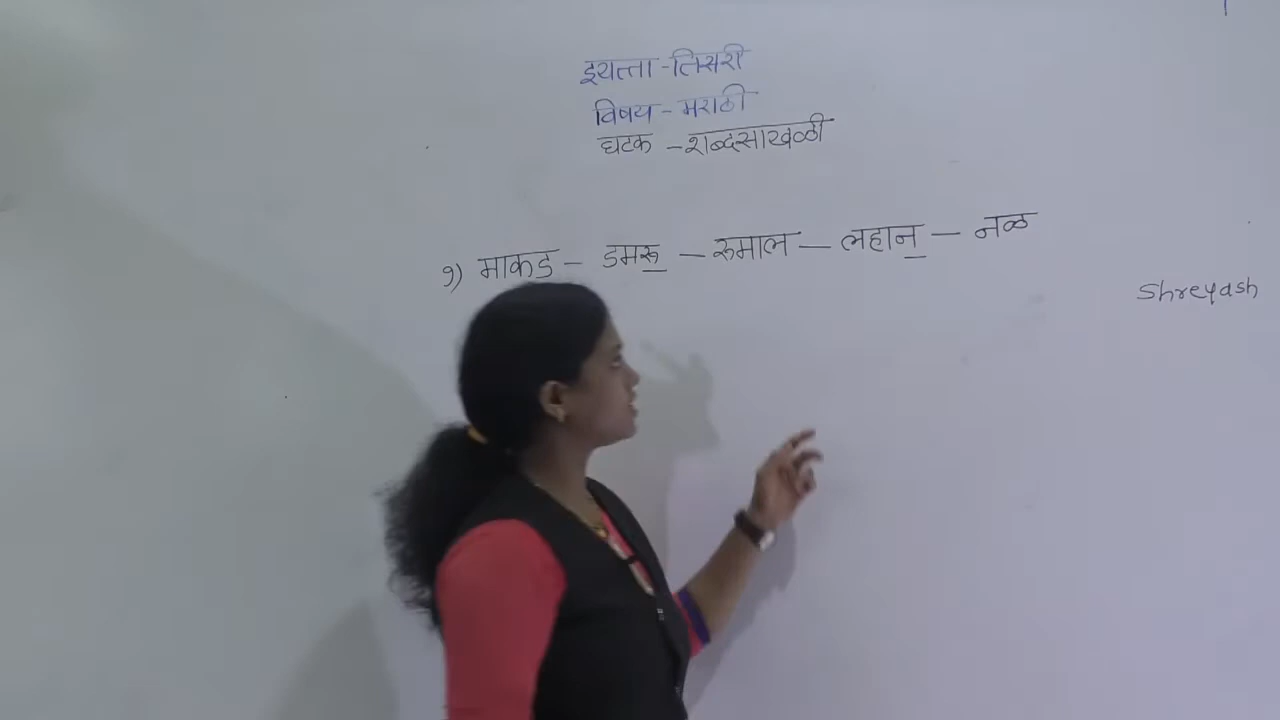 इयत्ता - तिसरी
विषय - मराठी
घटक - शब्दसाखळी
१) माकड - डमरू - रुमाल - लहान - नळ
Shreyash